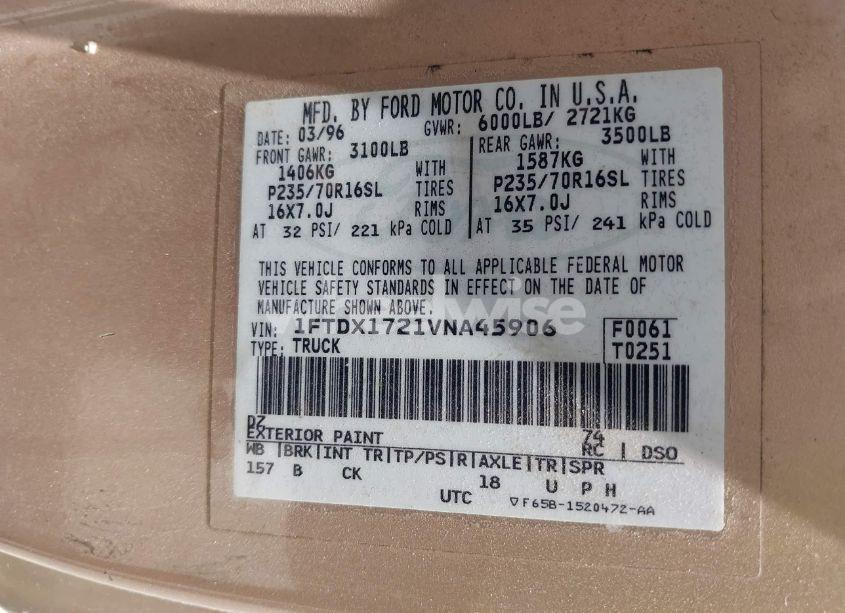 MFD. BY FORD MOTOR CO. IN U.S.A.
DATE: 03/96 GVWR: 6000LB/ 2721KG
FRONT GAWR: 3100LB REAR GAWR: 3500LB
1406KG WITH 1587KG WITH
P235/70R16SL TIRES P235/70R16SL TIRES
16X7.0J RIMS 16X7.0J RIMS
AT 32 PSI/ 221 kPa COLD AT 35 PSI/ 241 kPa COLD
THIS VEHICLE CONFORMS TO ALL APPLICABLE FEDERAL MOTOR
VEHICLE SAFETY STANDARDS IN EFFECT ON THE DATE OF
MANUFACTURE SHOWN ABOVE.
VIN: 1FTDX1721VNA45906 F0061
TYPE: TRUCK T0251
DZ 74
EXTERIOR PAINT RC DSO
WB BRK INT TR TP/PS R AXLE TR SPR
157 B CK 18 U P H
UTC ▽F65B-1520472-AA